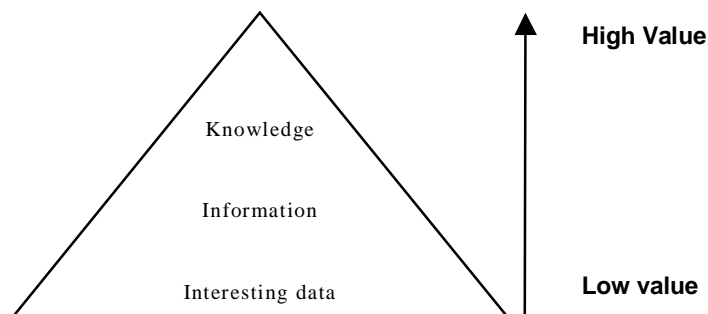 High Value
Knowledge
Information
Interesting data
Low value